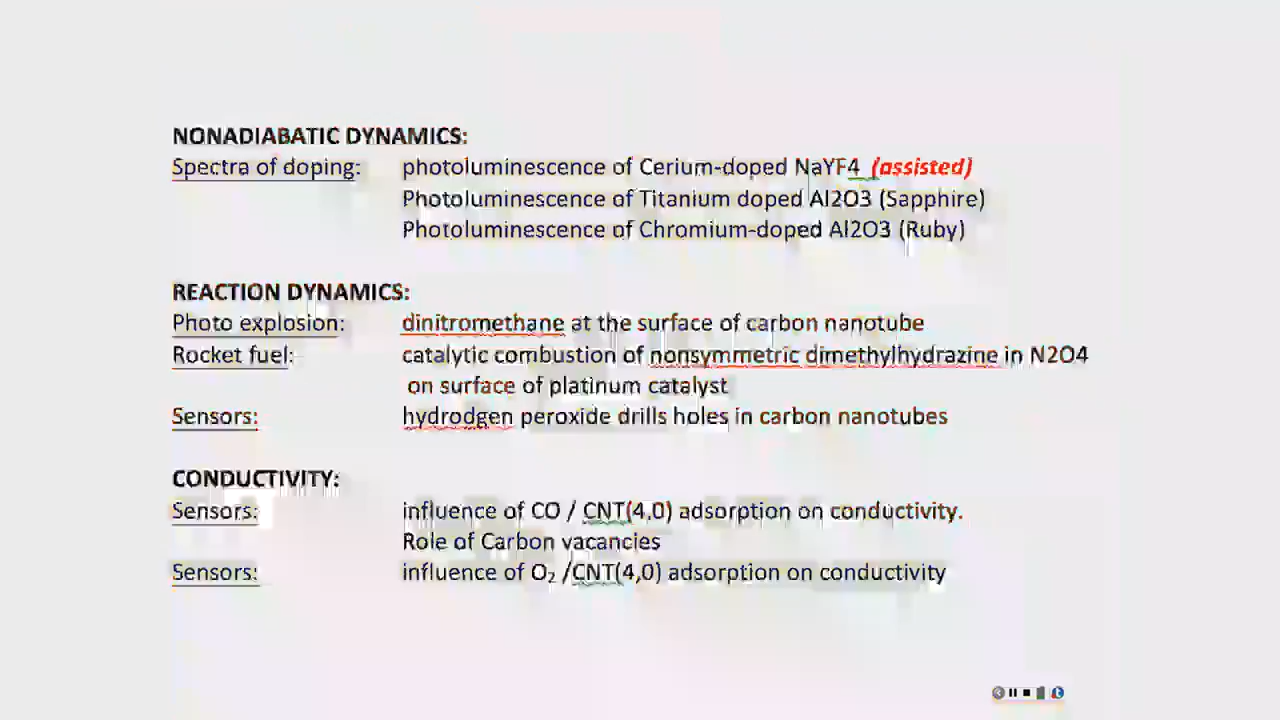 NONADIABATIC DYNAMICS:
Spectra of doping: photoluminescence of Cerium-doped NaYF4 (assisted)
Photoluminescence of Titanium doped Al2O3 (Sapphire)
Photoluminescence of Chromium-doped Al2O3 (Ruby)
REACTION DYNAMICS:
Photo explosion: dinitromethane at the surface of carbon nanotube
Rocket fuel: catalytic combustion of nonsymmetric dimethylhydrazine in N2O4
on surface of platinum catalyst
Sensors: hydrodgen peroxide drills holes in carbon nanotubes
CONDUCTIVITY:
Sensors: influence of CO / CNT(4,0) adsorption on conductivity.
Role of Carbon vacancies
Sensors: influence of O₂ /CNT(4,0) adsorption on conductivity